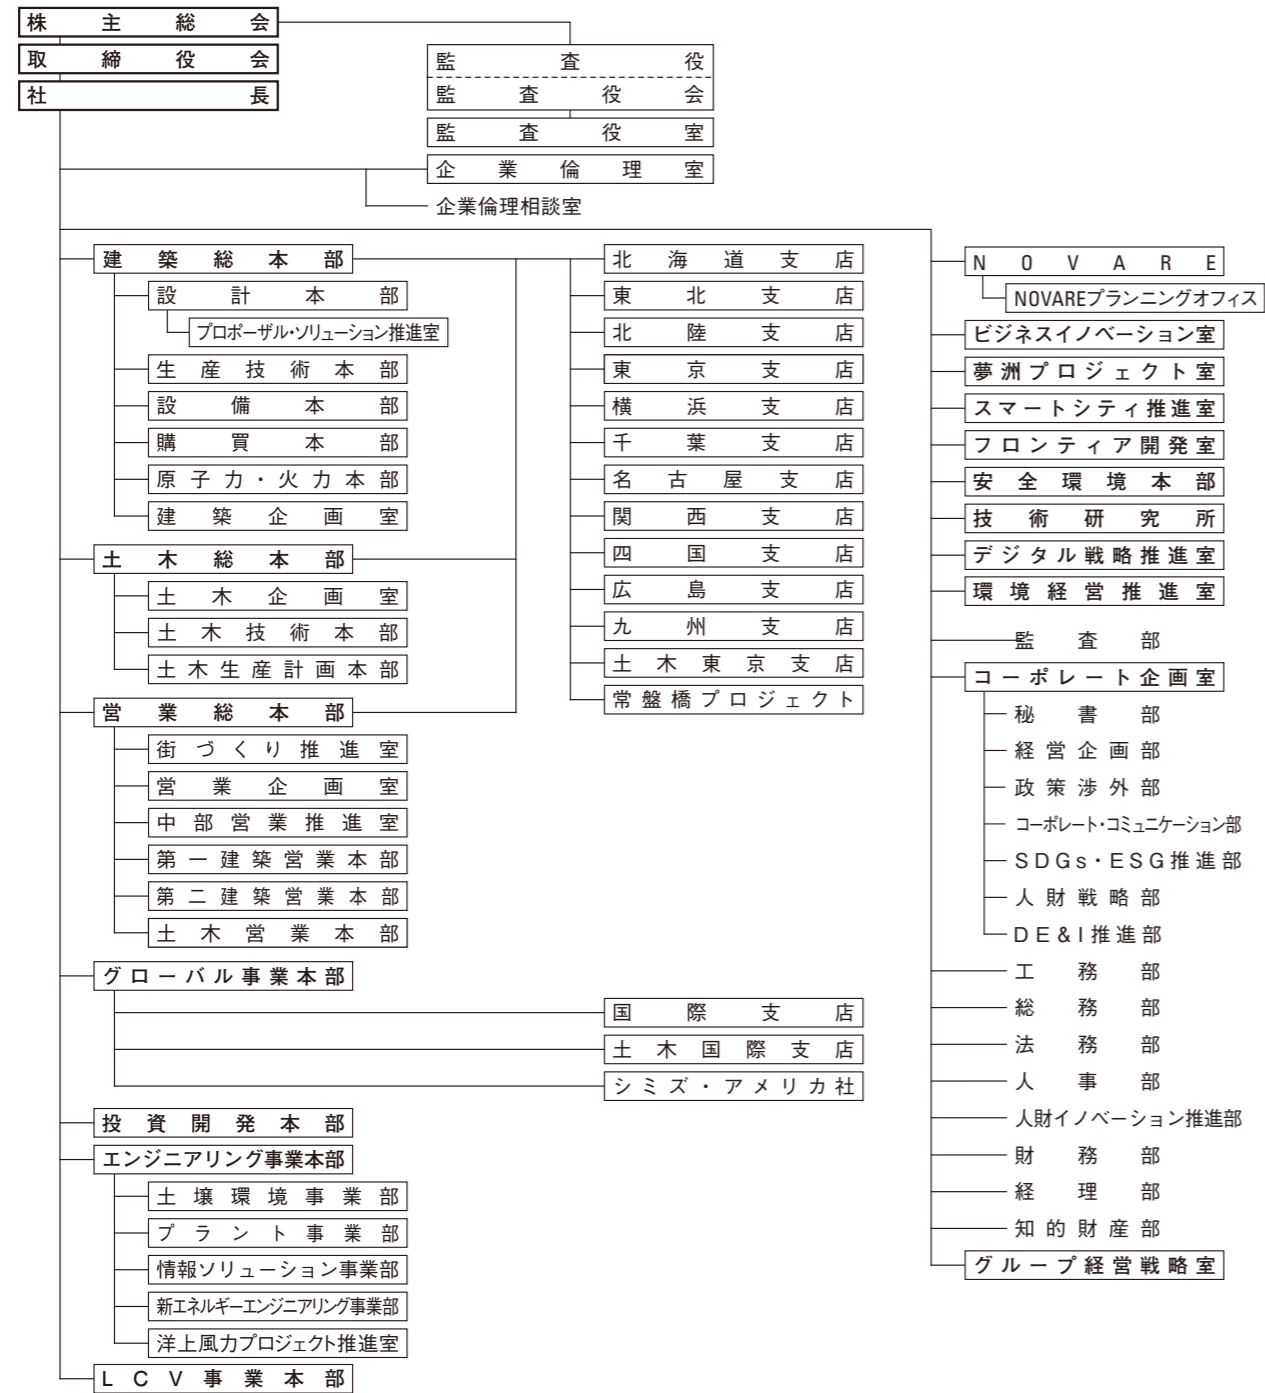 株主総会
取締役会
社長
監査役
監査役会
監査役室
企業倫理室
企業倫理相談室
建築総本部
設計本部
プロポーザル・ソリューション推進室
生産技術本部
設備本部
購買本部
原子力・火力本部
建築企画室
土木総本部
土木企画室
土木技術本部
土木生産計画本部
営業総本部
街づくり推進室
営業企画室
中部営業推進室
第一建築営業本部
第二建築営業本部
土木営業本部
グローバル事業本部
投資開発本部
エンジニアリング事業本部
土壌環境事業部
プラント事業部
情報ソリューション事業部
新エネルギーエンジニアリング事業部
洋上風力プロジェクト推進室
LCV事業本部
北海道支店
東北支店
北陸支店
東京支店
横浜支店
千葉支店
名古屋支店
関西支店
四国支店
広島支店
九州支店
土木東京支店
常盤橋プロジェクト
国際支店
土木国際支店
シミズ・アメリカ社
NOVARE
NOVAREプランニングオフィス
ビジネスイノベーション室
夢洲プロジェクト室
スマートシティ推進室
フロンティア開発室
安全環境本部
技術研究所
デジタル戦略推進室
環境経営推進室
監査部
コーポレート企画室
秘書部
経営企画部
政策渉外部
コーポレート・コミュニケーション部
SDGs・ESG推進部
人財戦略部
DE&I推進部
工務部
総務部
法務部
人事部
人財イノベーション推進部
財務部
経理部
知的財産部
グループ経営戦略室